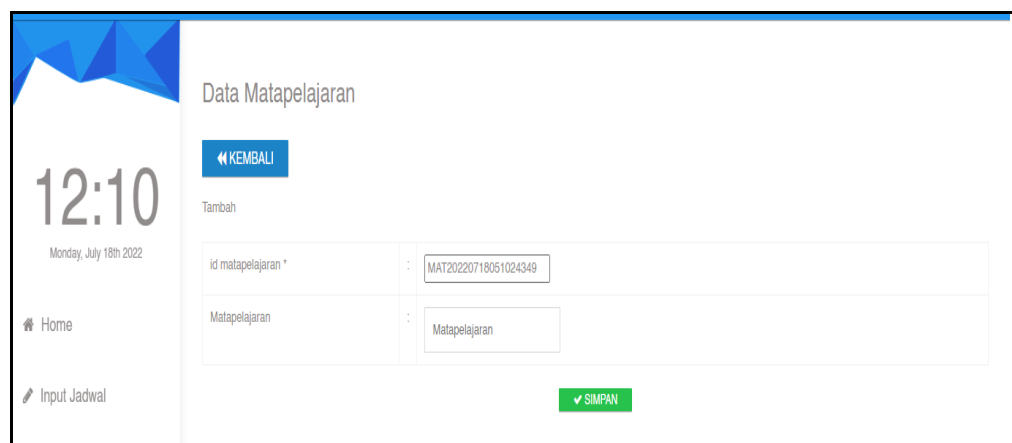 Data Matapelajaran
KEMBALI
12:10
Monday, July 18th 2022
Tambah
id matapelajaran * : MAT20220718051024349
Matapelajaran : Matapelajaran
Home
Input Jadwal
SIMPAN